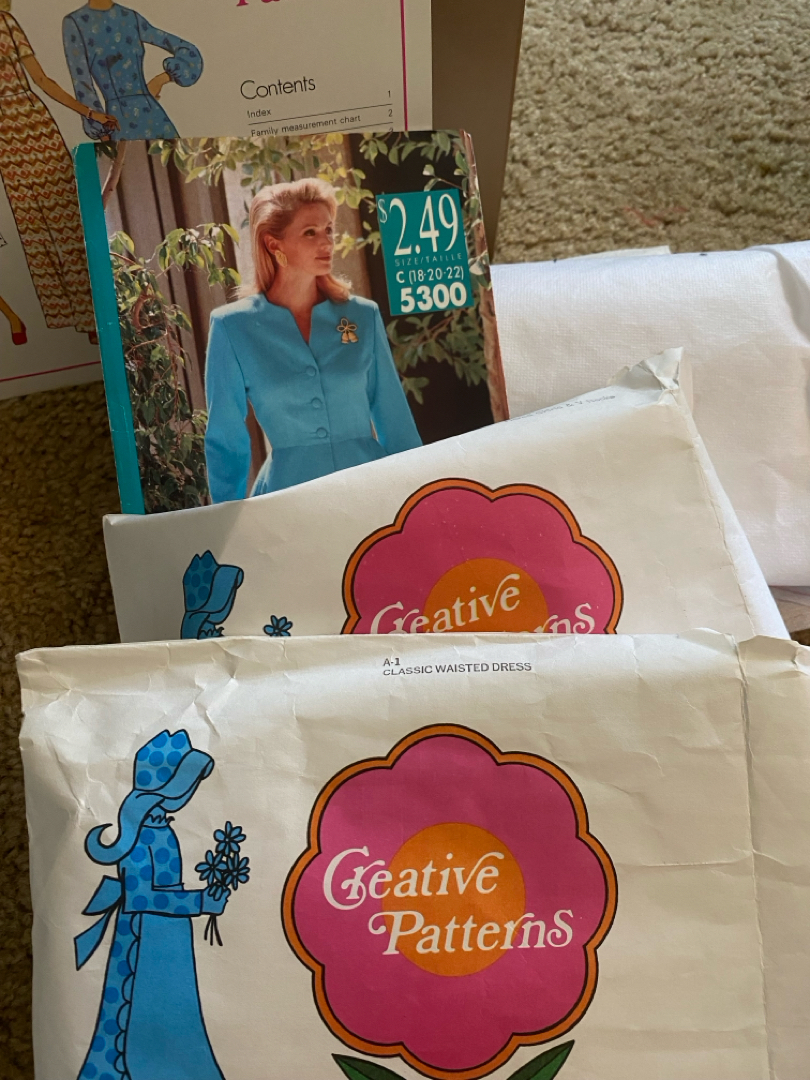 Contents
Index 1
Family measurement chart 2
$2.49
SIZE/TAILLE
C (18-20-22)
5300
Creative
A-1
CLASSIC WAISTED DRESS
Creative
Patterns